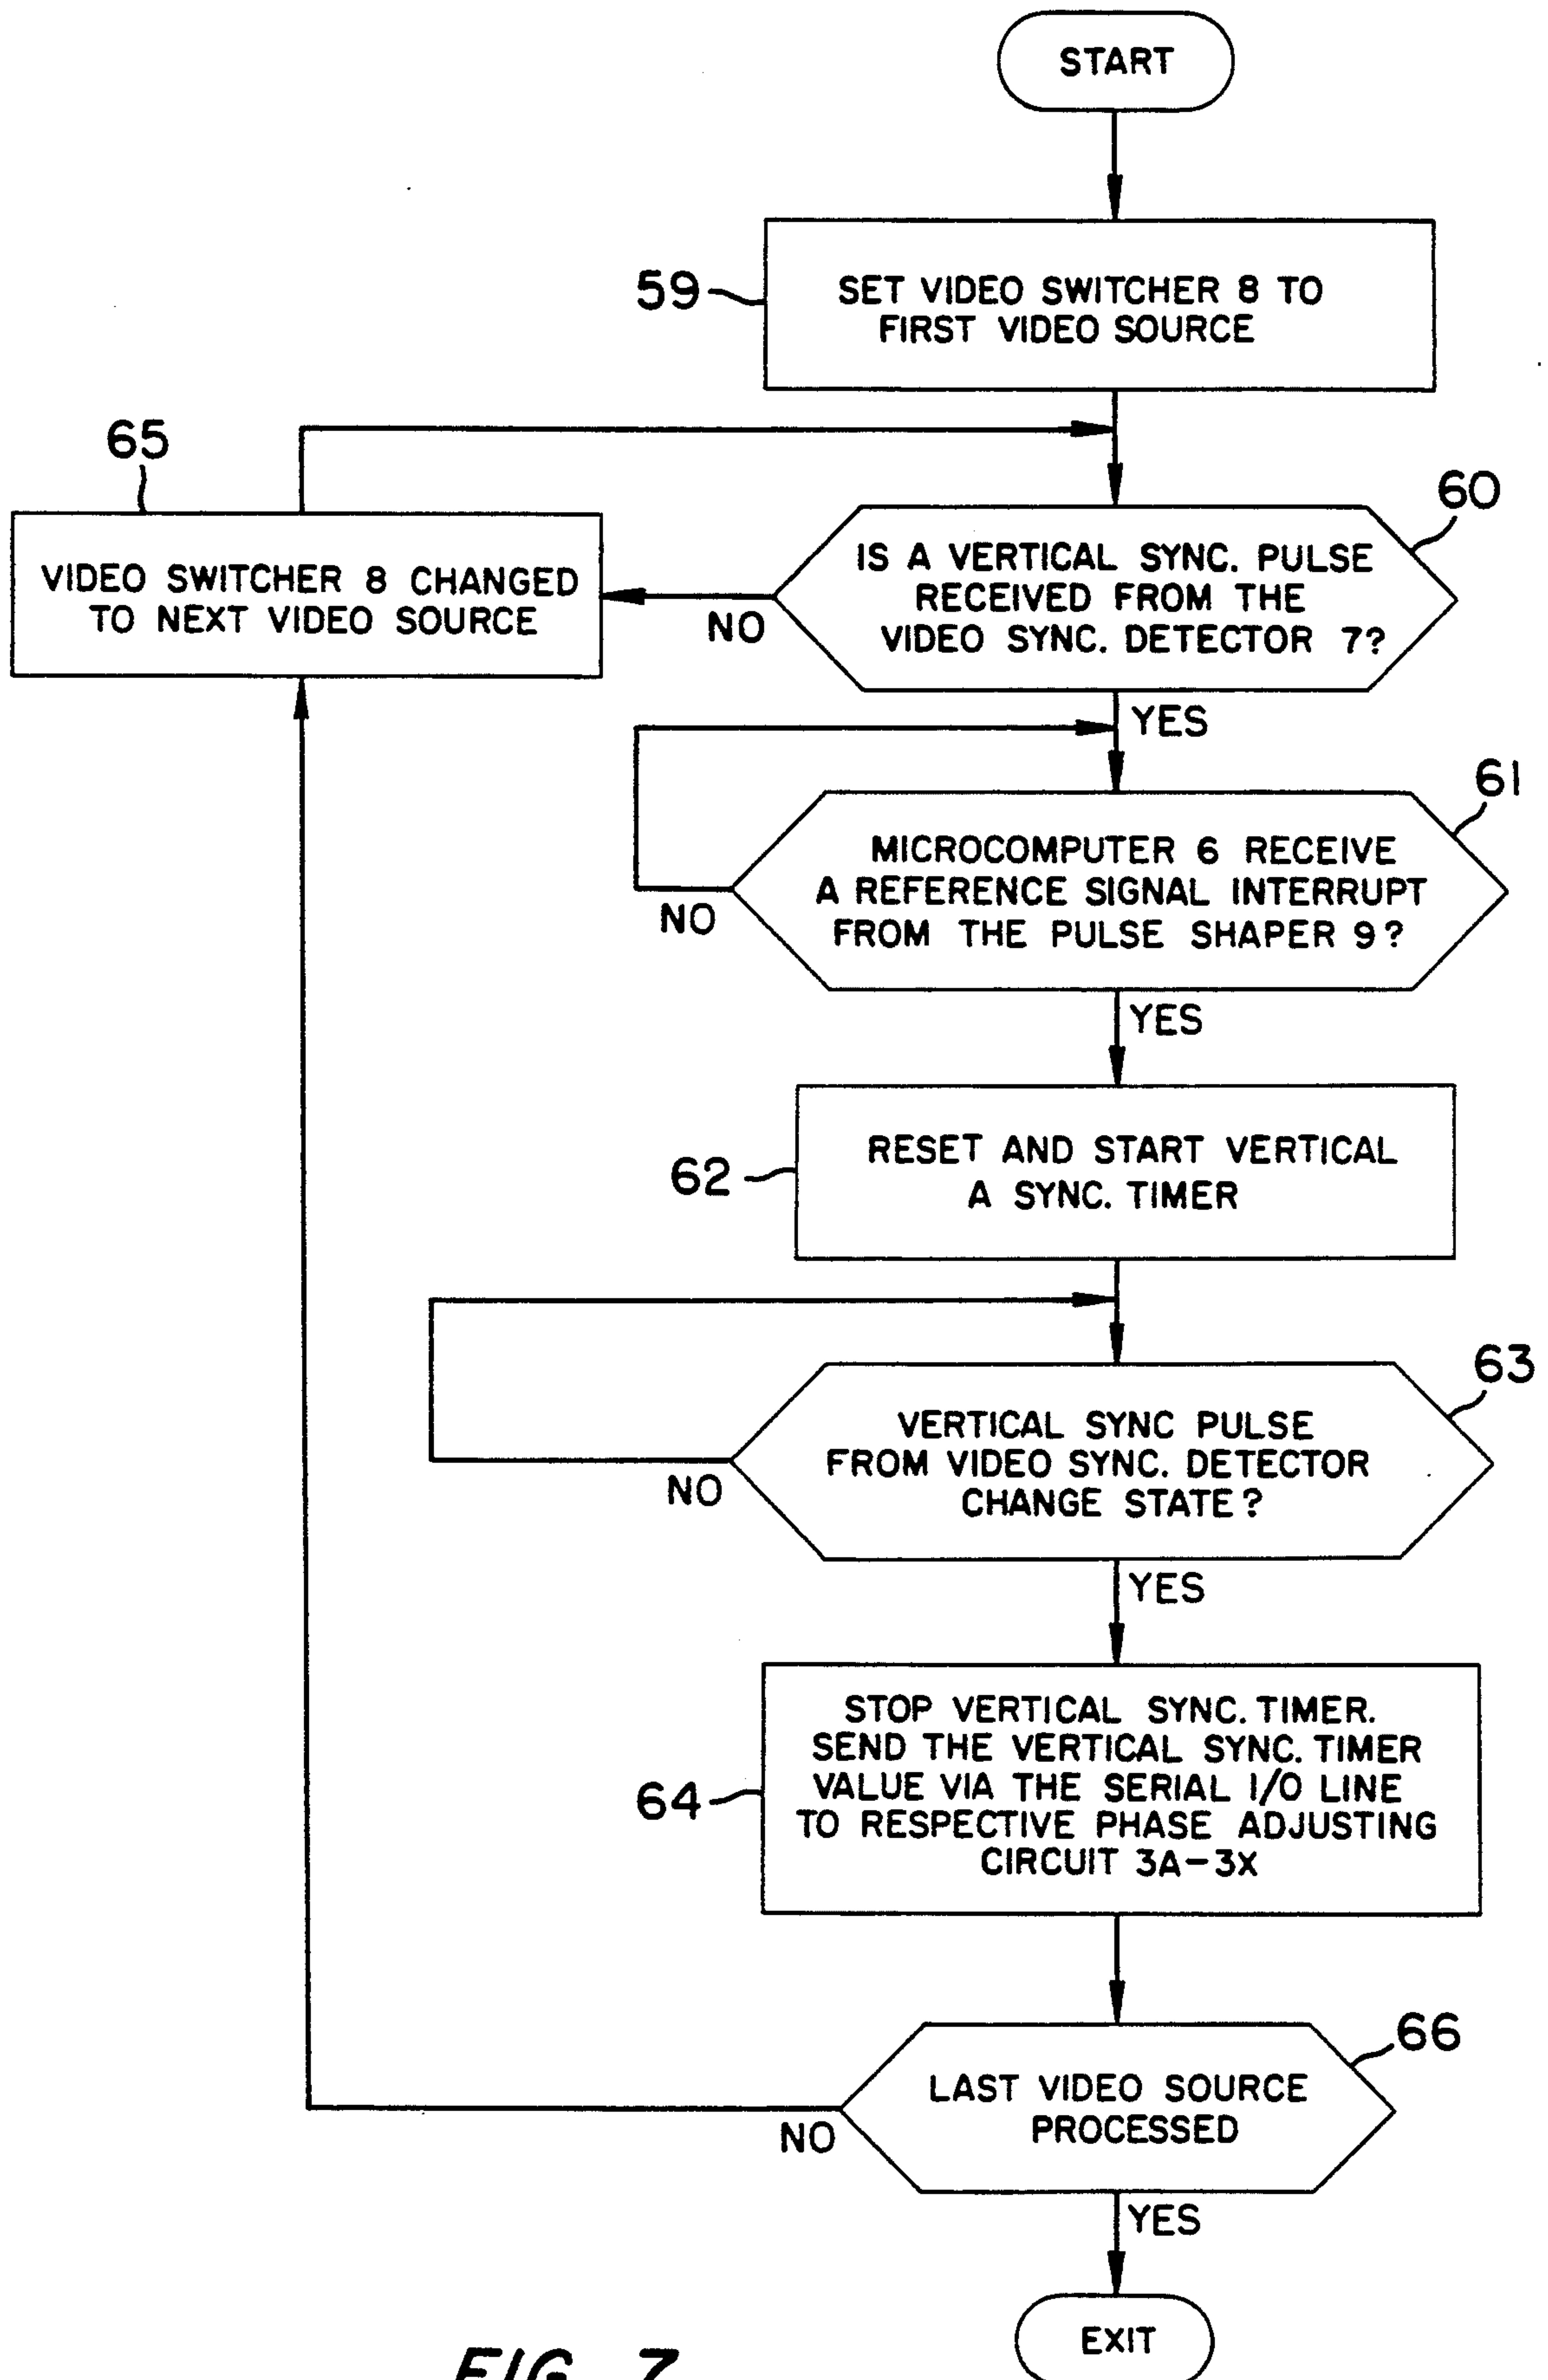 START
59
SET VIDEO SWITCHER 8 TO
FIRST VIDEO SOURCE
65
VIDEO SWITCHER 8 CHANGED
TO NEXT VIDEO SOURCE
60
IS A VERTICAL SYNC. PULSE
RECEIVED FROM THE
VIDEO SYNC. DETECTOR 7?
NO
YES
61
MICROCOMPUTER 6 RECEIVE
A REFERENCE SIGNAL INTERRUPT
FROM THE PULSE SHAPER 9?
NO
YES
62
RESET AND START VERTICAL
A SYNC. TIMER
63
VERTICAL SYNC PULSE
FROM VIDEO SYNC. DETECTOR
CHANGE STATE?
NO
YES
64
STOP VERTICAL SYNC. TIMER.
SEND THE VERTICAL SYNC. TIMER
VALUE VIA THE SERIAL I/O LINE
TO RESPECTIVE PHASE ADJUSTING
CIRCUIT 3A-3X
66
LAST VIDEO SOURCE
PROCESSED
NO
YES
EXIT
FIG. 7